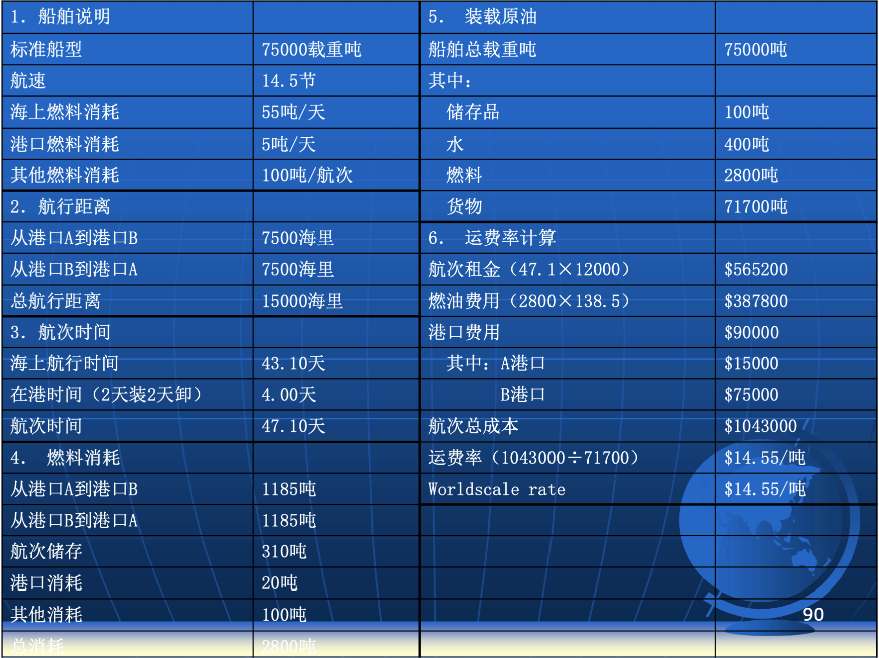 1. 船舶说明
标准船型 75000载重吨
航速 14.5节
海上燃料消耗 55吨/天
港口燃料消耗 5吨/天
其他燃料消耗 100吨/航次
2. 航行距离
从港口A到港口B 7500海里
从港口B到港口A 7500海里
总航行距离 15000海里
3. 航次时间
海上航行时间 43.10天
在港时间（2天装2天卸） 4.00天
航次时间 47.10天
4. 燃料消耗
从港口A到港口B 1185吨
从港口B到港口A 1185吨
航次储存 310吨
港口消耗 20吨
其他消耗 100吨
总消耗 2800吨
5. 装载原油
船舶总载重吨 75000吨
其中：
储存品 100吨
水 400吨
燃料 2800吨
货物 71700吨
6. 运费率计算
航次租金（47.1×12000） $565200
燃油费用（2800×138.5） $387800
港口费用 $90000
其中：A港口 $15000
B港口 $75000
航次总成本 $1043000
运费率（1043000÷71700） $14.55/吨
Worldscale rate $14.55/吨
90